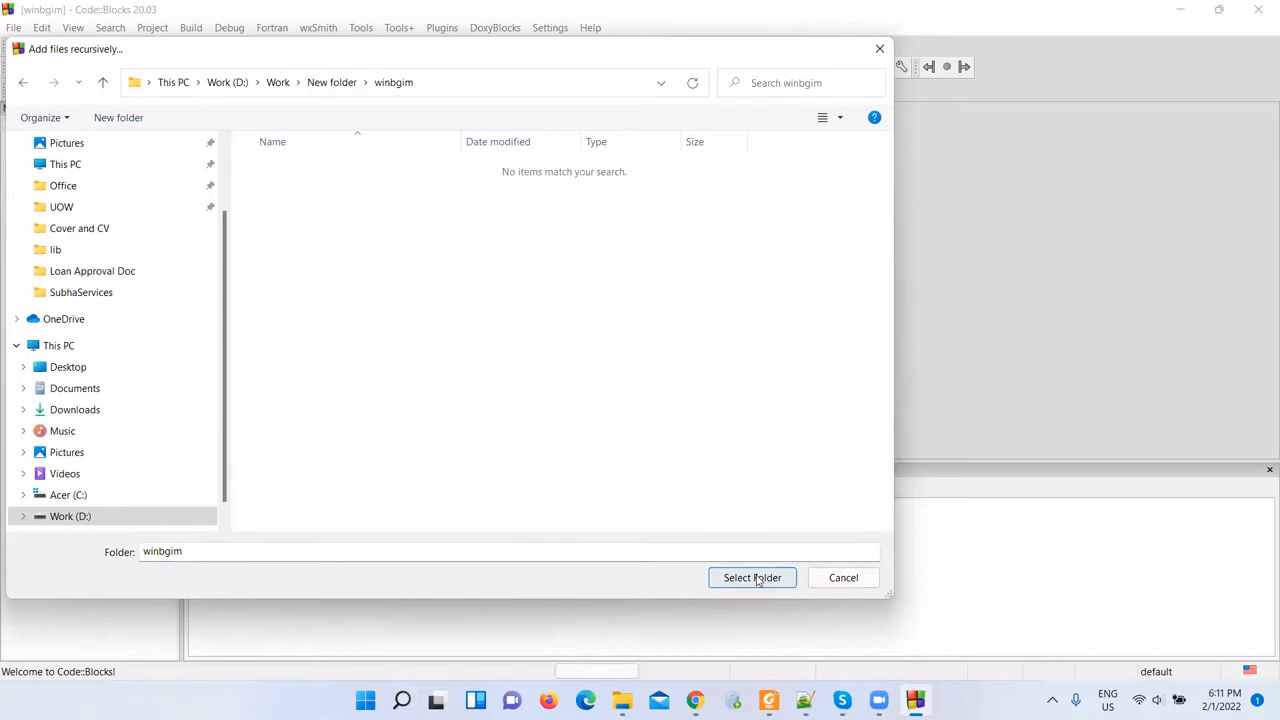 [winbgim] - Code::Blocks 20.03
File Edit View Search Project Build Debug Fortran wxSmith Tools Tools+ Plugins DoxyBlocks Settings Help
Add files recursively...
This PC > Work (D:) > Work > New folder > winbgim
Search winbgim
Organize New folder
Name Date modified Type Size
No items match your search.
Pictures
This PC
Office
UOW
Cover and CV
lib
Loan Approval Doc
SubhaServices
OneDrive
This PC
Desktop
Documents
Downloads
Music
Pictures
Videos
Acer (C:)
Work (D:)
Folder: winbgim
Select Folder Cancel
Welcome to Code::Blocks! default
ENG
US
6:11 PM
2/1/2022
1